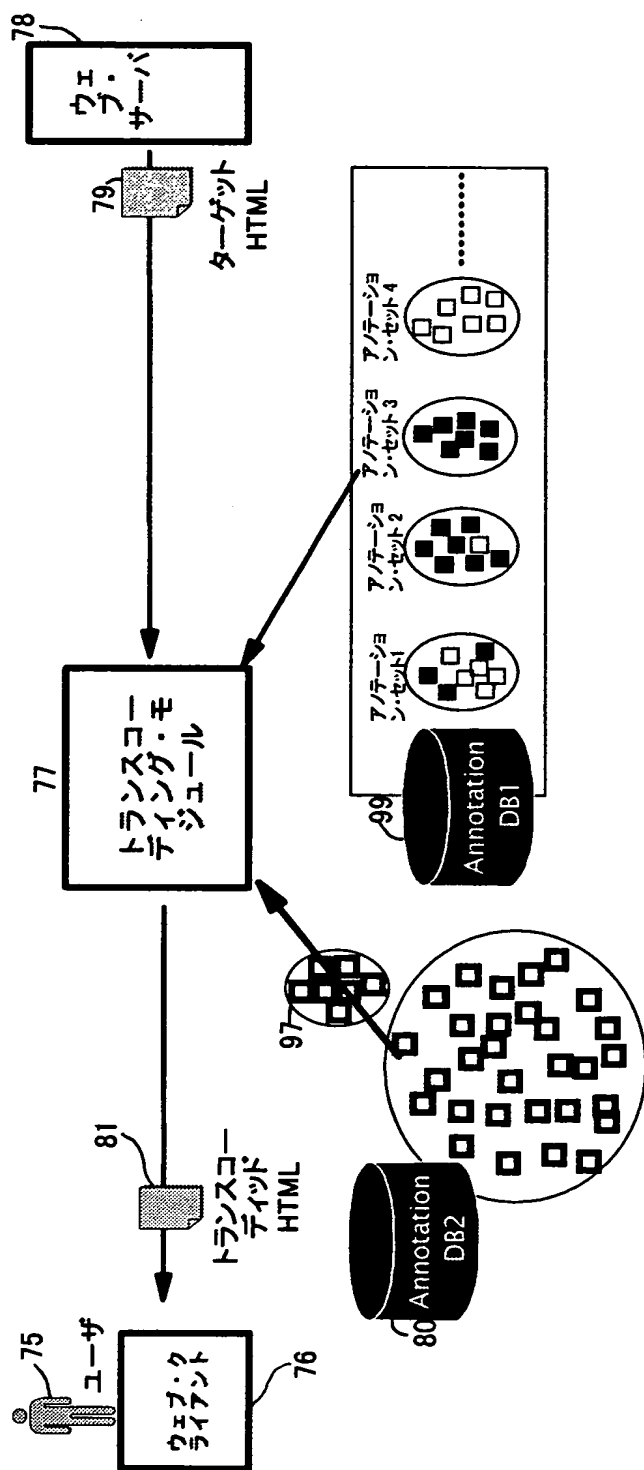 75
ユーザ
ウェブ・ク
ライアント
76
81
トランスコー
ディッド
HTML
77
トランスコー
ディング・モ
ジュール
79
ターゲット
HTML
78
ウェ
ブ・
サーバ
97
80
Annotation
DB2
99
Annotation
DB1
アノテーショ
ン・セット1
アノテーショ
ン・セット2
アノテーショ
ン・セット3
アノテーショ
ン・セット4